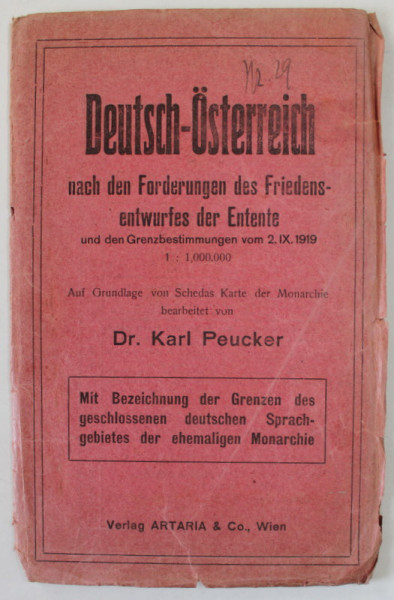 Nr. 29
Deutsch-Österreich
nach den Forderungen des Friedens-
entwurfes der Entente
und den Grenzbestimmungen vom 2. IX. 1919
1 : 1,000.000
Auf Grundlage von Schedas Karte der Monarchie
bearbeitet von
Dr. Karl Peucker
Mit Bezeichnung der Grenzen des
geschlossenen deutschen Sprach-
gebietes der ehemaligen Monarchie
Verlag ARTARIA & Co., Wien